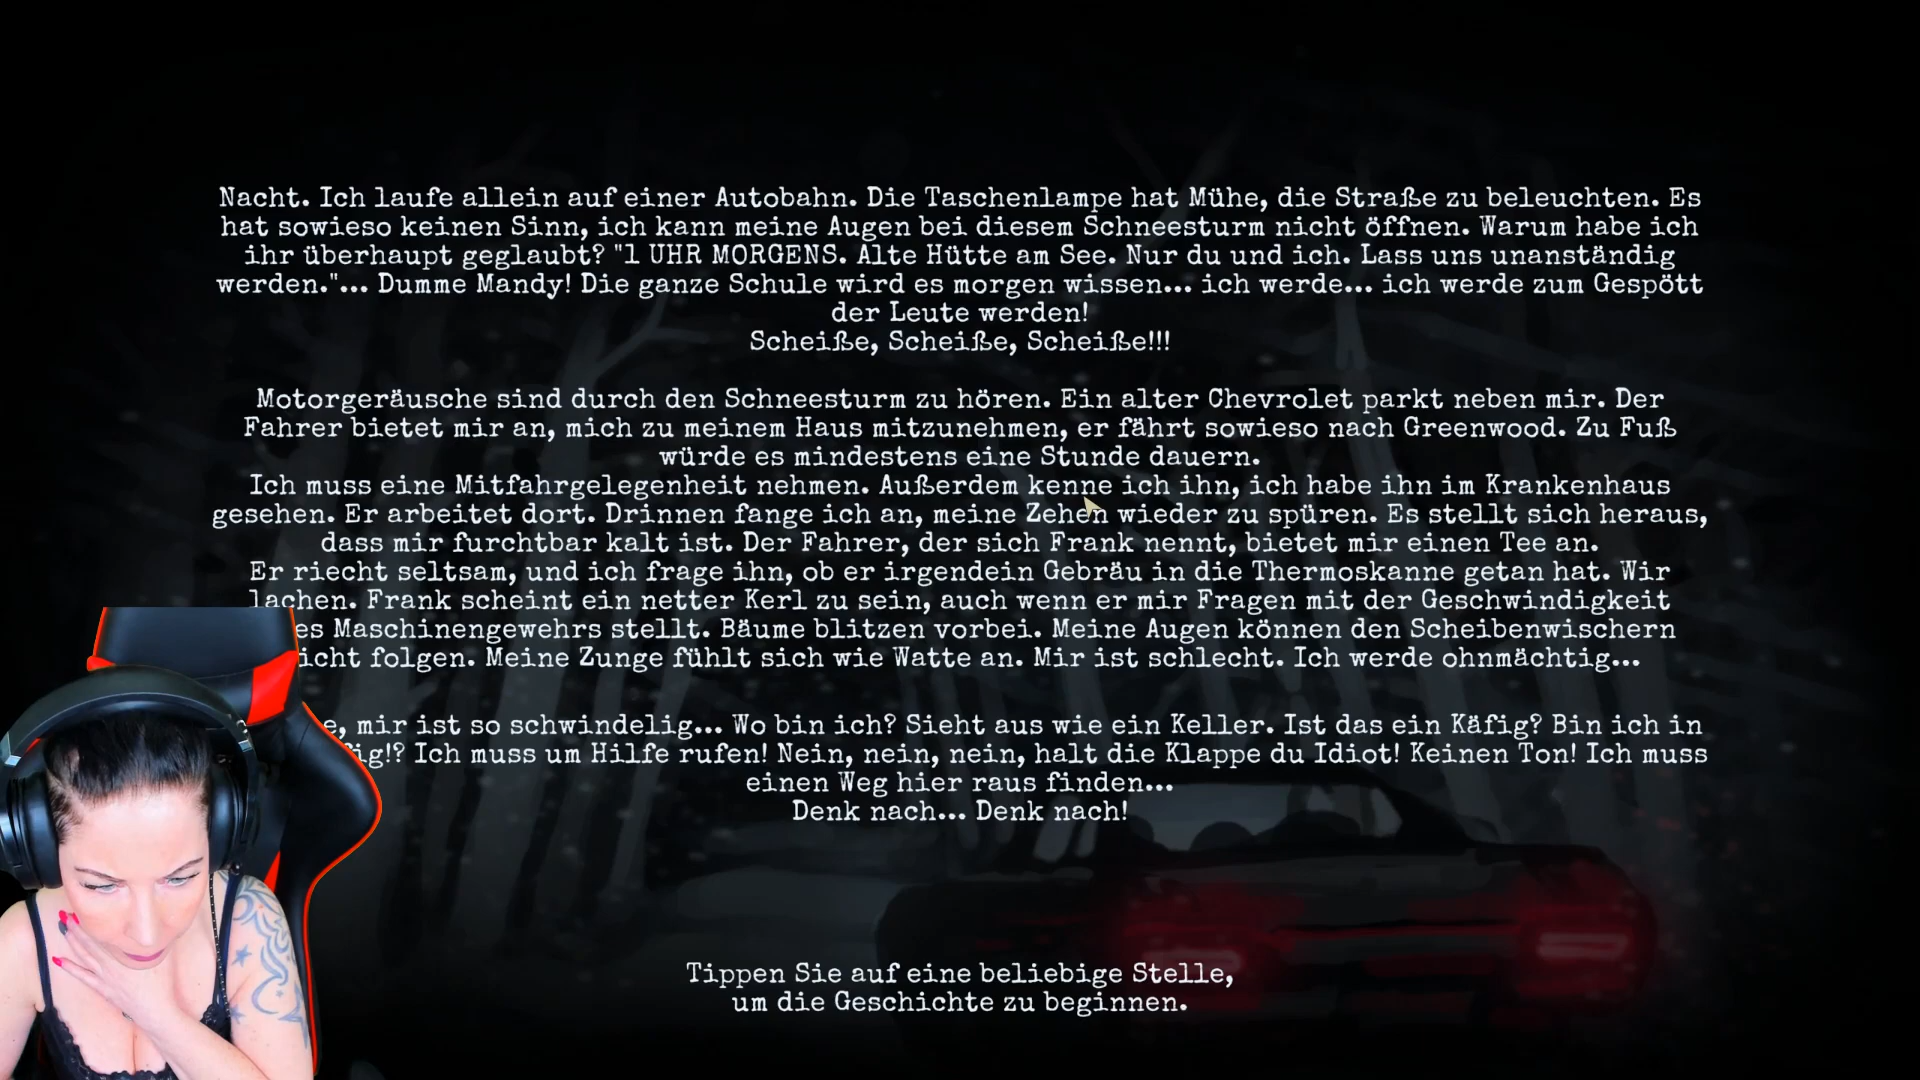 Nacht. Ich laufe allein auf einer Autobahn. Die Taschenlampe hat Mühe, die Straße zu beleuchten. Es
hat sowieso keinen Sinn, ich kann meine Augen bei diesem Schneesturm nicht öffnen. Warum habe ich
ihr überhaupt geglaubt? "1 UHR MORGENS. Alte Hütte am See. Nur du und ich. Lass uns unanständig
werden."... Dumme Mandy! Die ganze Schule wird es morgen wissen... ich werde... ich werde zum Gespött
der Leute werden!
Scheiße, Scheiße, Scheiße!!!
Motorgeräusche sind durch den Schneesturm zu hören. Ein alter Chevrolet parkt neben mir. Der
Fahrer bietet mir an, mich zu meinem Haus mitzunehmen, er fährt sowieso nach Greenwood. Zu Fuß
würde es mindestens eine Stunde dauern.
Ich muss eine Mitfahrgelegenheit nehmen. Außerdem kenne ich ihn, ich habe ihn im Krankenhaus
gesehen. Er arbeitet dort. Drinnen fange ich an, meine Zehen wieder zu spüren. Es stellt sich heraus,
dass mir furchtbar kalt ist. Der Fahrer, der sich Frank nennt, bietet mir einen Tee an.
Er riecht seltsam, und ich frage ihn, ob er irgendein Gebräu in die Thermoskanne getan hat. Wir
lachen. Frank scheint ein netter Kerl zu sein, auch wenn er mir Fragen mit der Geschwindigkeit
es Maschinengewehrs stellt. Bäume blitzen vorbei. Meine Augen können den Scheibenwischern
icht folgen. Meine Zunge fühlt sich wie Watte an. Mir ist schlecht. Ich werde ohnmächtig...
mir ist so schwindelig... Wo bin ich? Sieht aus wie ein Keller. Ist das ein Käfig? Bin ich in
ig!? Ich muss um Hilfe rufen! Nein, nein, nein, halt die Klappe du Idiot! Keinen Ton! Ich muss
einen Weg hier raus finden...
Denk nach... Denk nach!
Tippen Sie auf eine beliebige Stelle,
um die Geschichte zu beginnen.